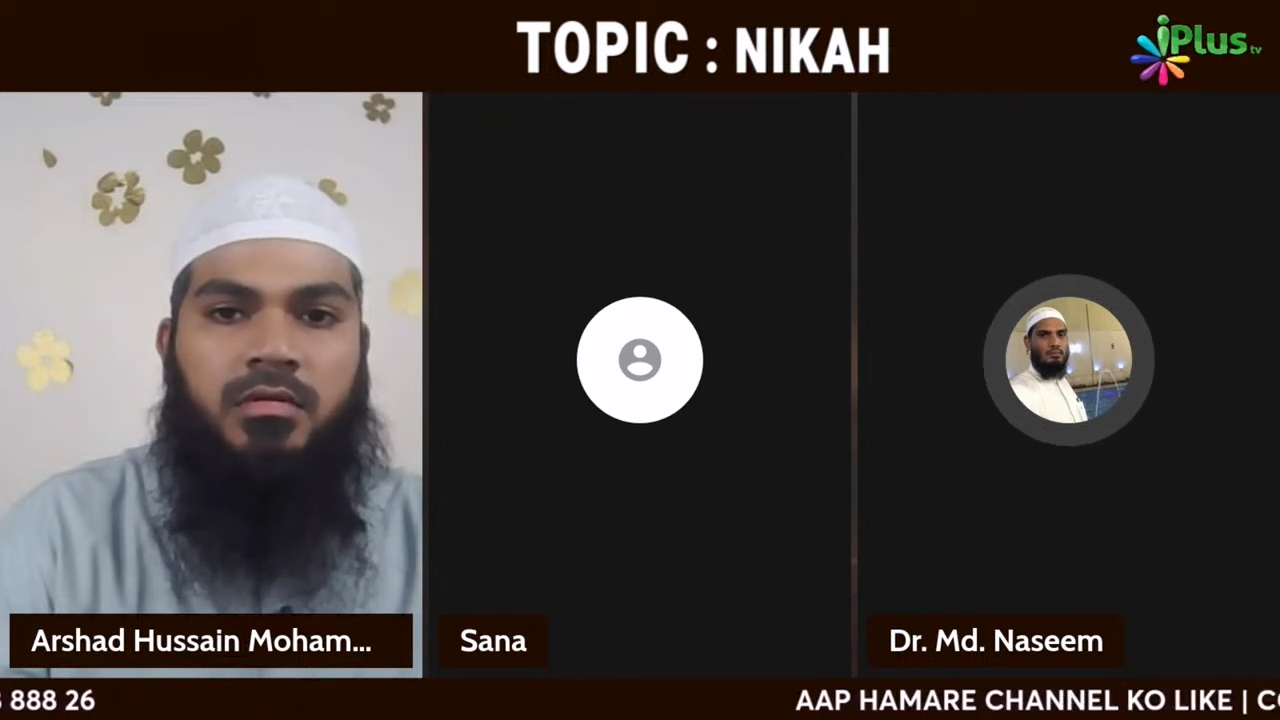 TOPIC : NIKAH
iPlus tv
Arshad Hussain Moham...
Sana
Dr. Md. Naseem
888 26
AAP HAMARE CHANNEL KO LIKE |